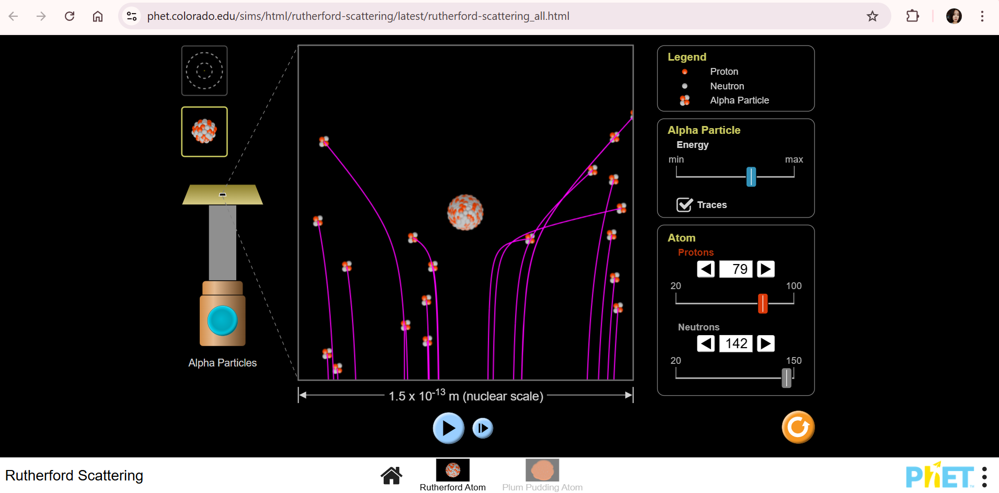 phet.colorado.edu/sims/html/rutherford-scattering/latest/rutherford-scattering_all.html
Legend
Proton
Neutron
Alpha Particle
Alpha Particle
Energy
min max
Traces
Atom
Protons
79
20 100
Neutrons
142
20 150
Alpha Particles
1.5 x 10⁻¹³ m (nuclear scale)
Rutherford Scattering
Rutherford Atom
Plum Pudding Atom
PhET